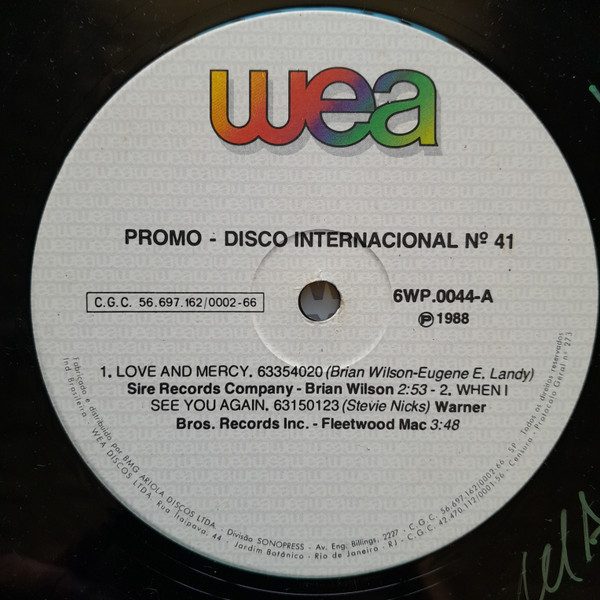 wea
PROMO - DISCO INTERNACIONAL Nº 41
C.G.C. 56.697.162/0002-66
6WP.0044-A
Ⓟ 1988
1. LOVE AND MERCY. 63354020 (Brian Wilson-Eugene E. Landy)
Sire Records Company - Brian Wilson 2:53 - 2. WHEN I
SEE YOU AGAIN. 63150123 (Stevie Nicks) Warner
Bros. Records Inc. - Fleetwood Mac 3:48
Fabricado e distribuído por BMG ARIOLA DISCOS LTDA. - Divisão SONOPRESS - Av. Eng. Billings, 2227 - C.G.C. 56.697.162/0002-66 - SP - Todos os direitos reservados
Ind. Brasileira - WEA DISCOS LTDA. Rua Itaipava, 44 - Jardim Botânico - Rio de Janeiro - RJ - C.G.C. 42.470.112/0001-56 - Censura - Protocolo Geral nº 273